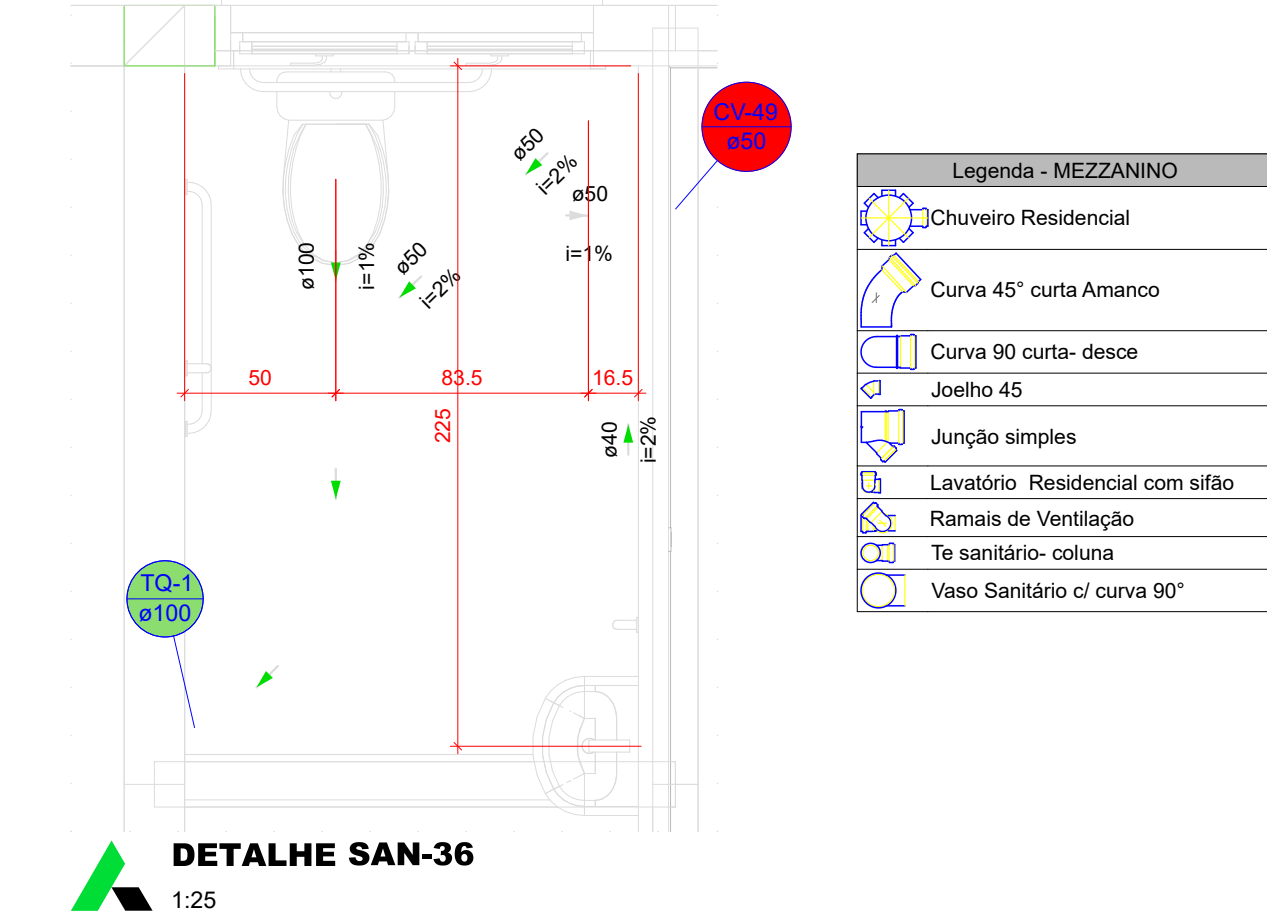 CV-49
ø50
ø50
i=2%
ø50
i=1%
ø100
i=1%
ø50
i=2%
50
83.5
16.5
225
ø40
i=2%
TQ-1
ø100
Legenda - MEZZANINO
Chuveiro Residencial
Curva 45° curta Amanco
Curva 90 curta- desce
Joelho 45
Junção simples
Lavatório Residencial com sifão
Ramais de Ventilação
Te sanitário- coluna
Vaso Sanitário c/ curva 90°
DETALHE SAN-36
1:25